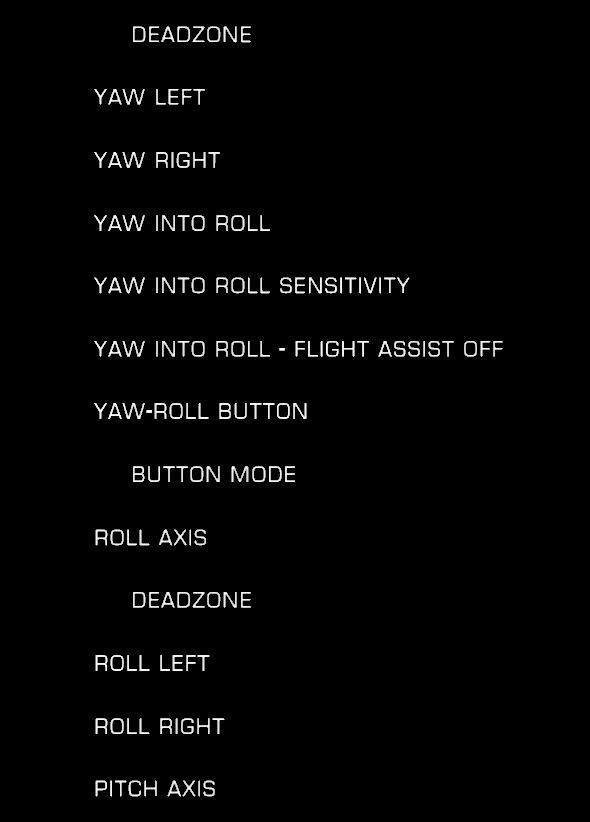 DEADZONE
YAW LEFT
YAW RIGHT
YAW INTO ROLL
YAW INTO ROLL SENSITIVITY
YAW INTO ROLL - FLIGHT ASSIST OFF
YAW-ROLL BUTTON
BUTTON MODE
ROLL AXIS
DEADZONE
ROLL LEFT
ROLL RIGHT
PITCH AXIS